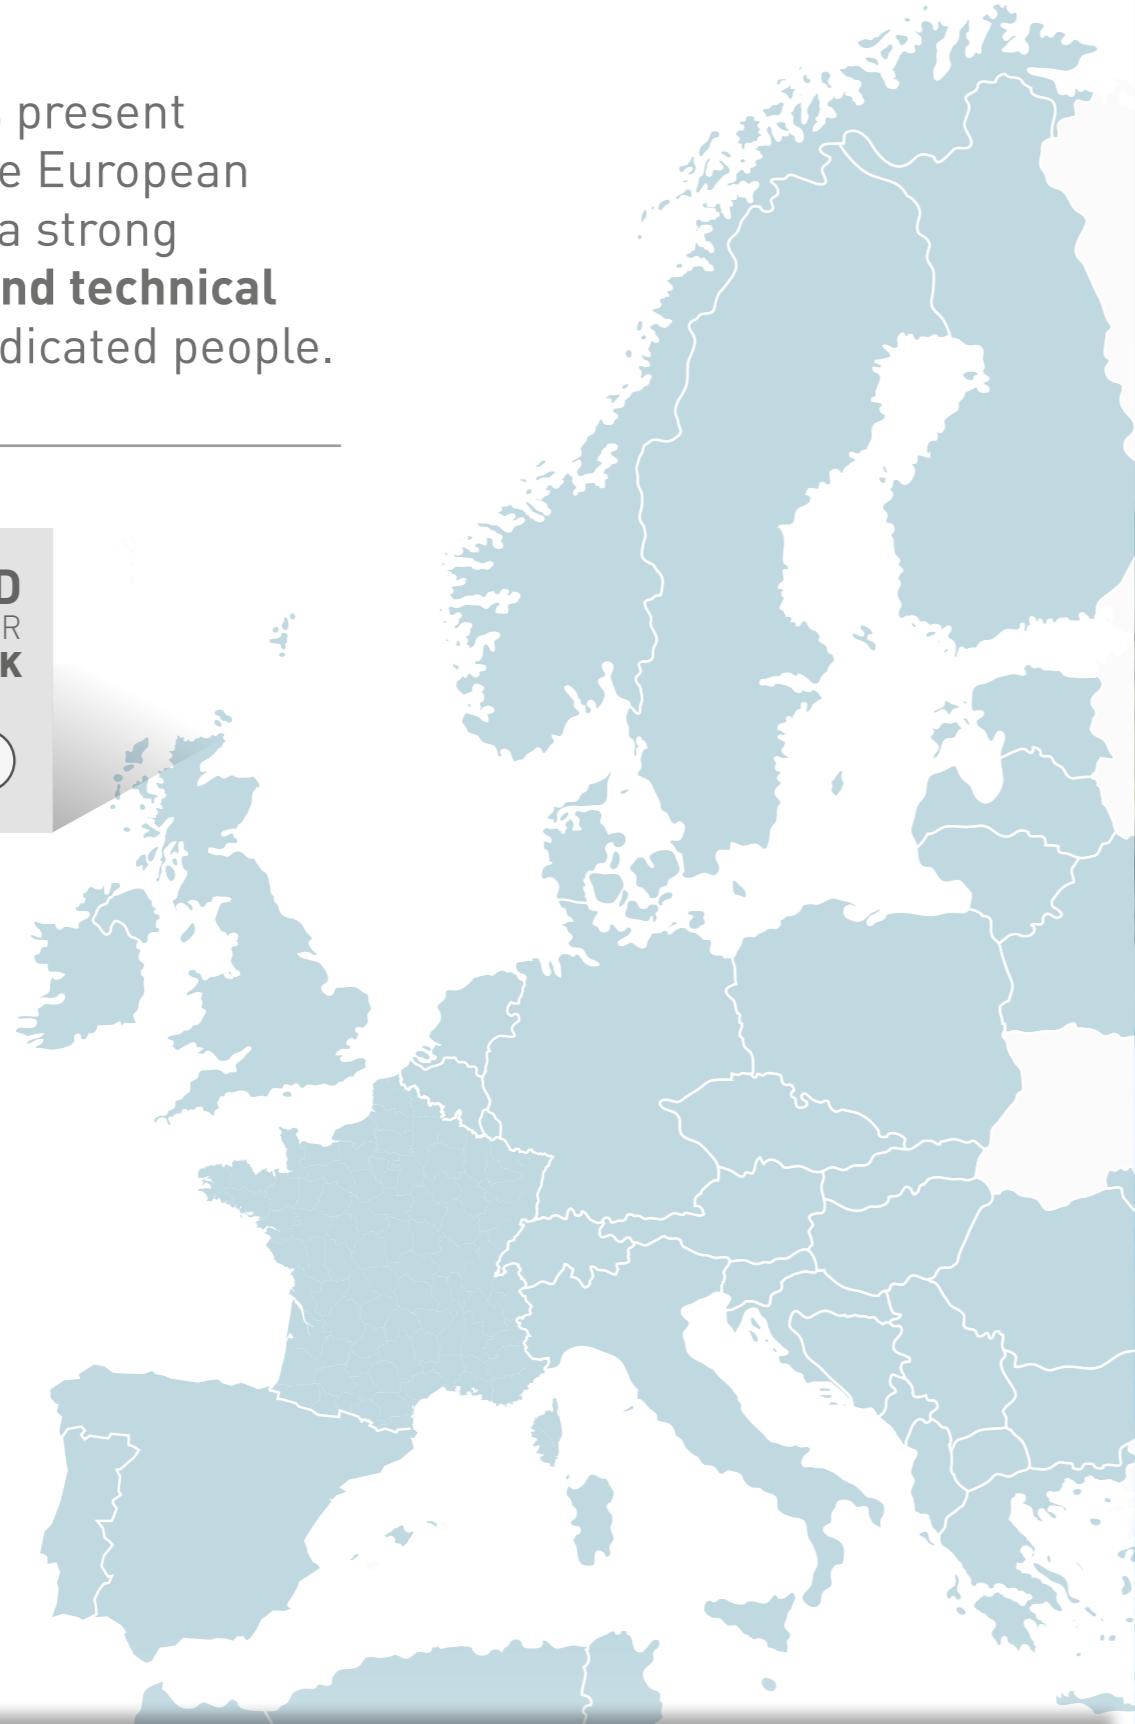 present
e European
a strong
nd technical
dicated people.
D
R
K